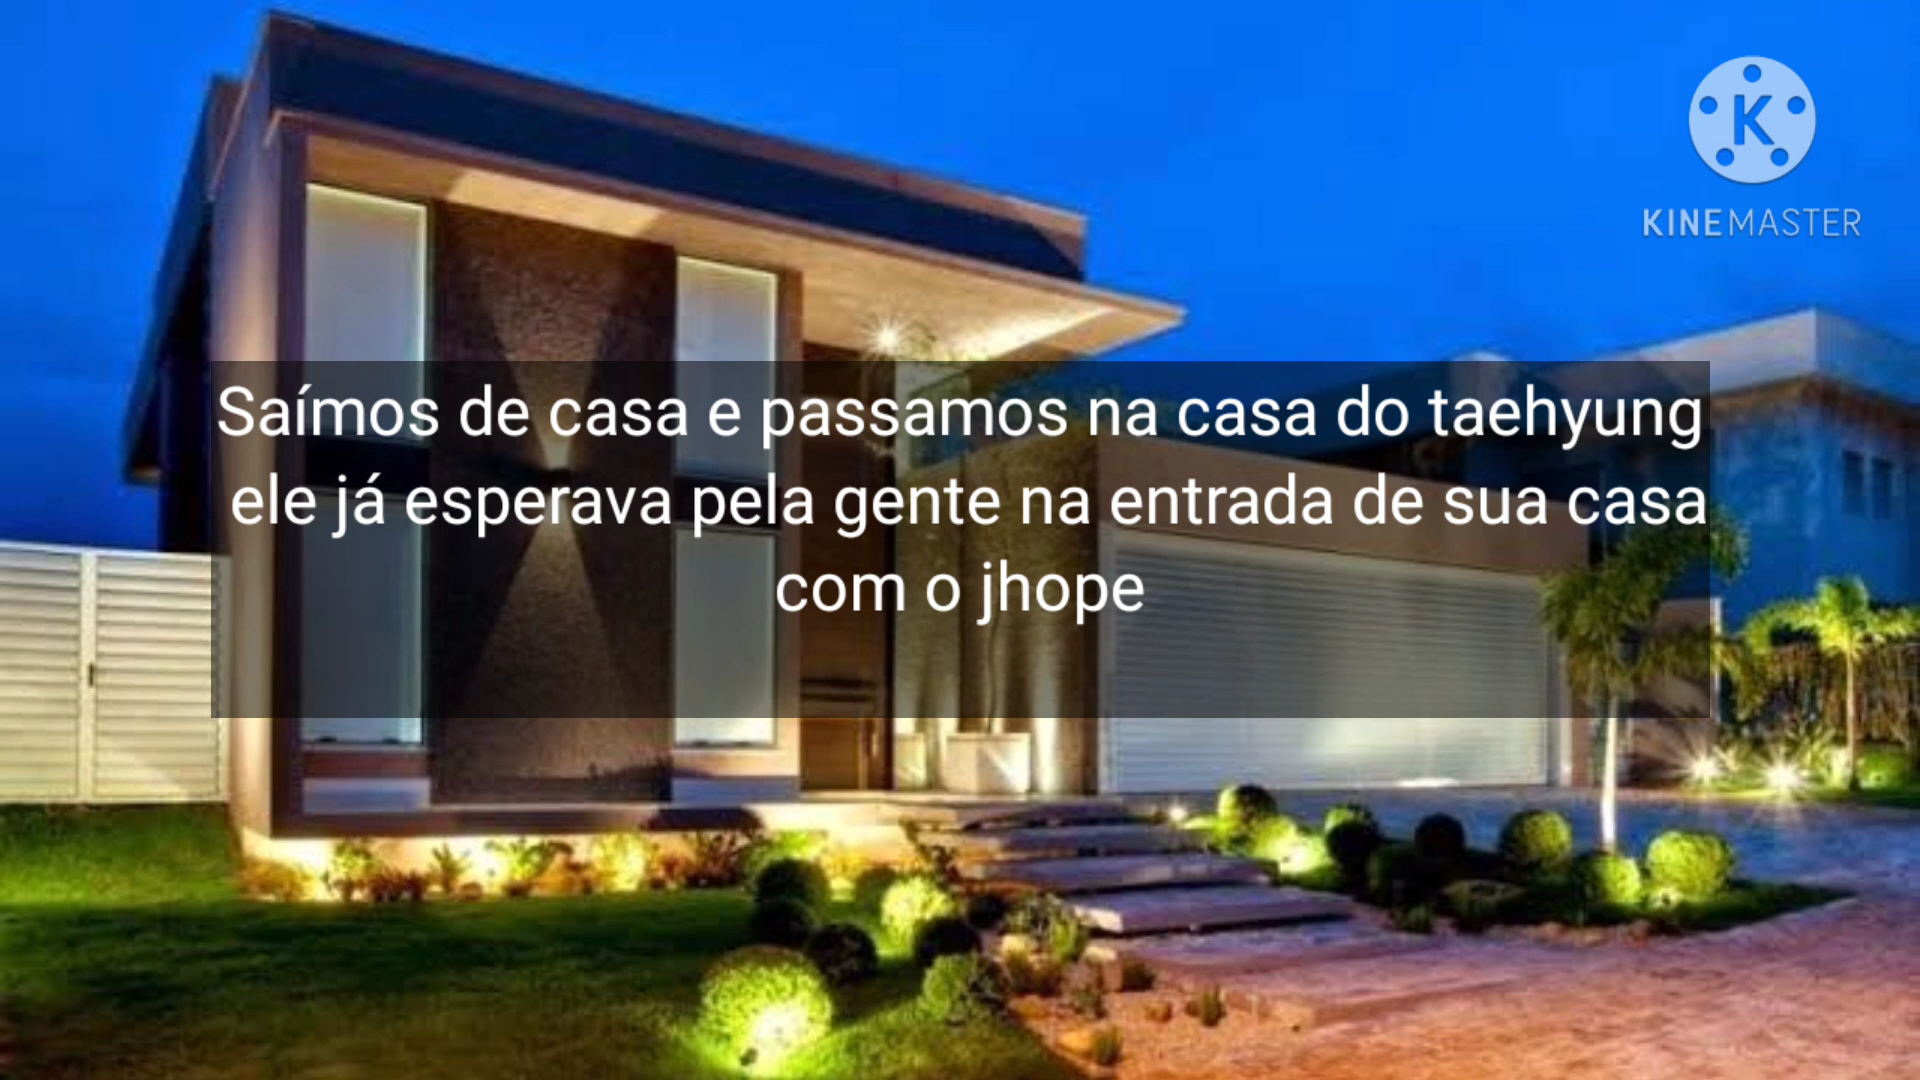 KINEMASTER
Saímos de casa e passamos na casa do taehyung
ele já esperava pela gente na entrada de sua casa
com o jhope